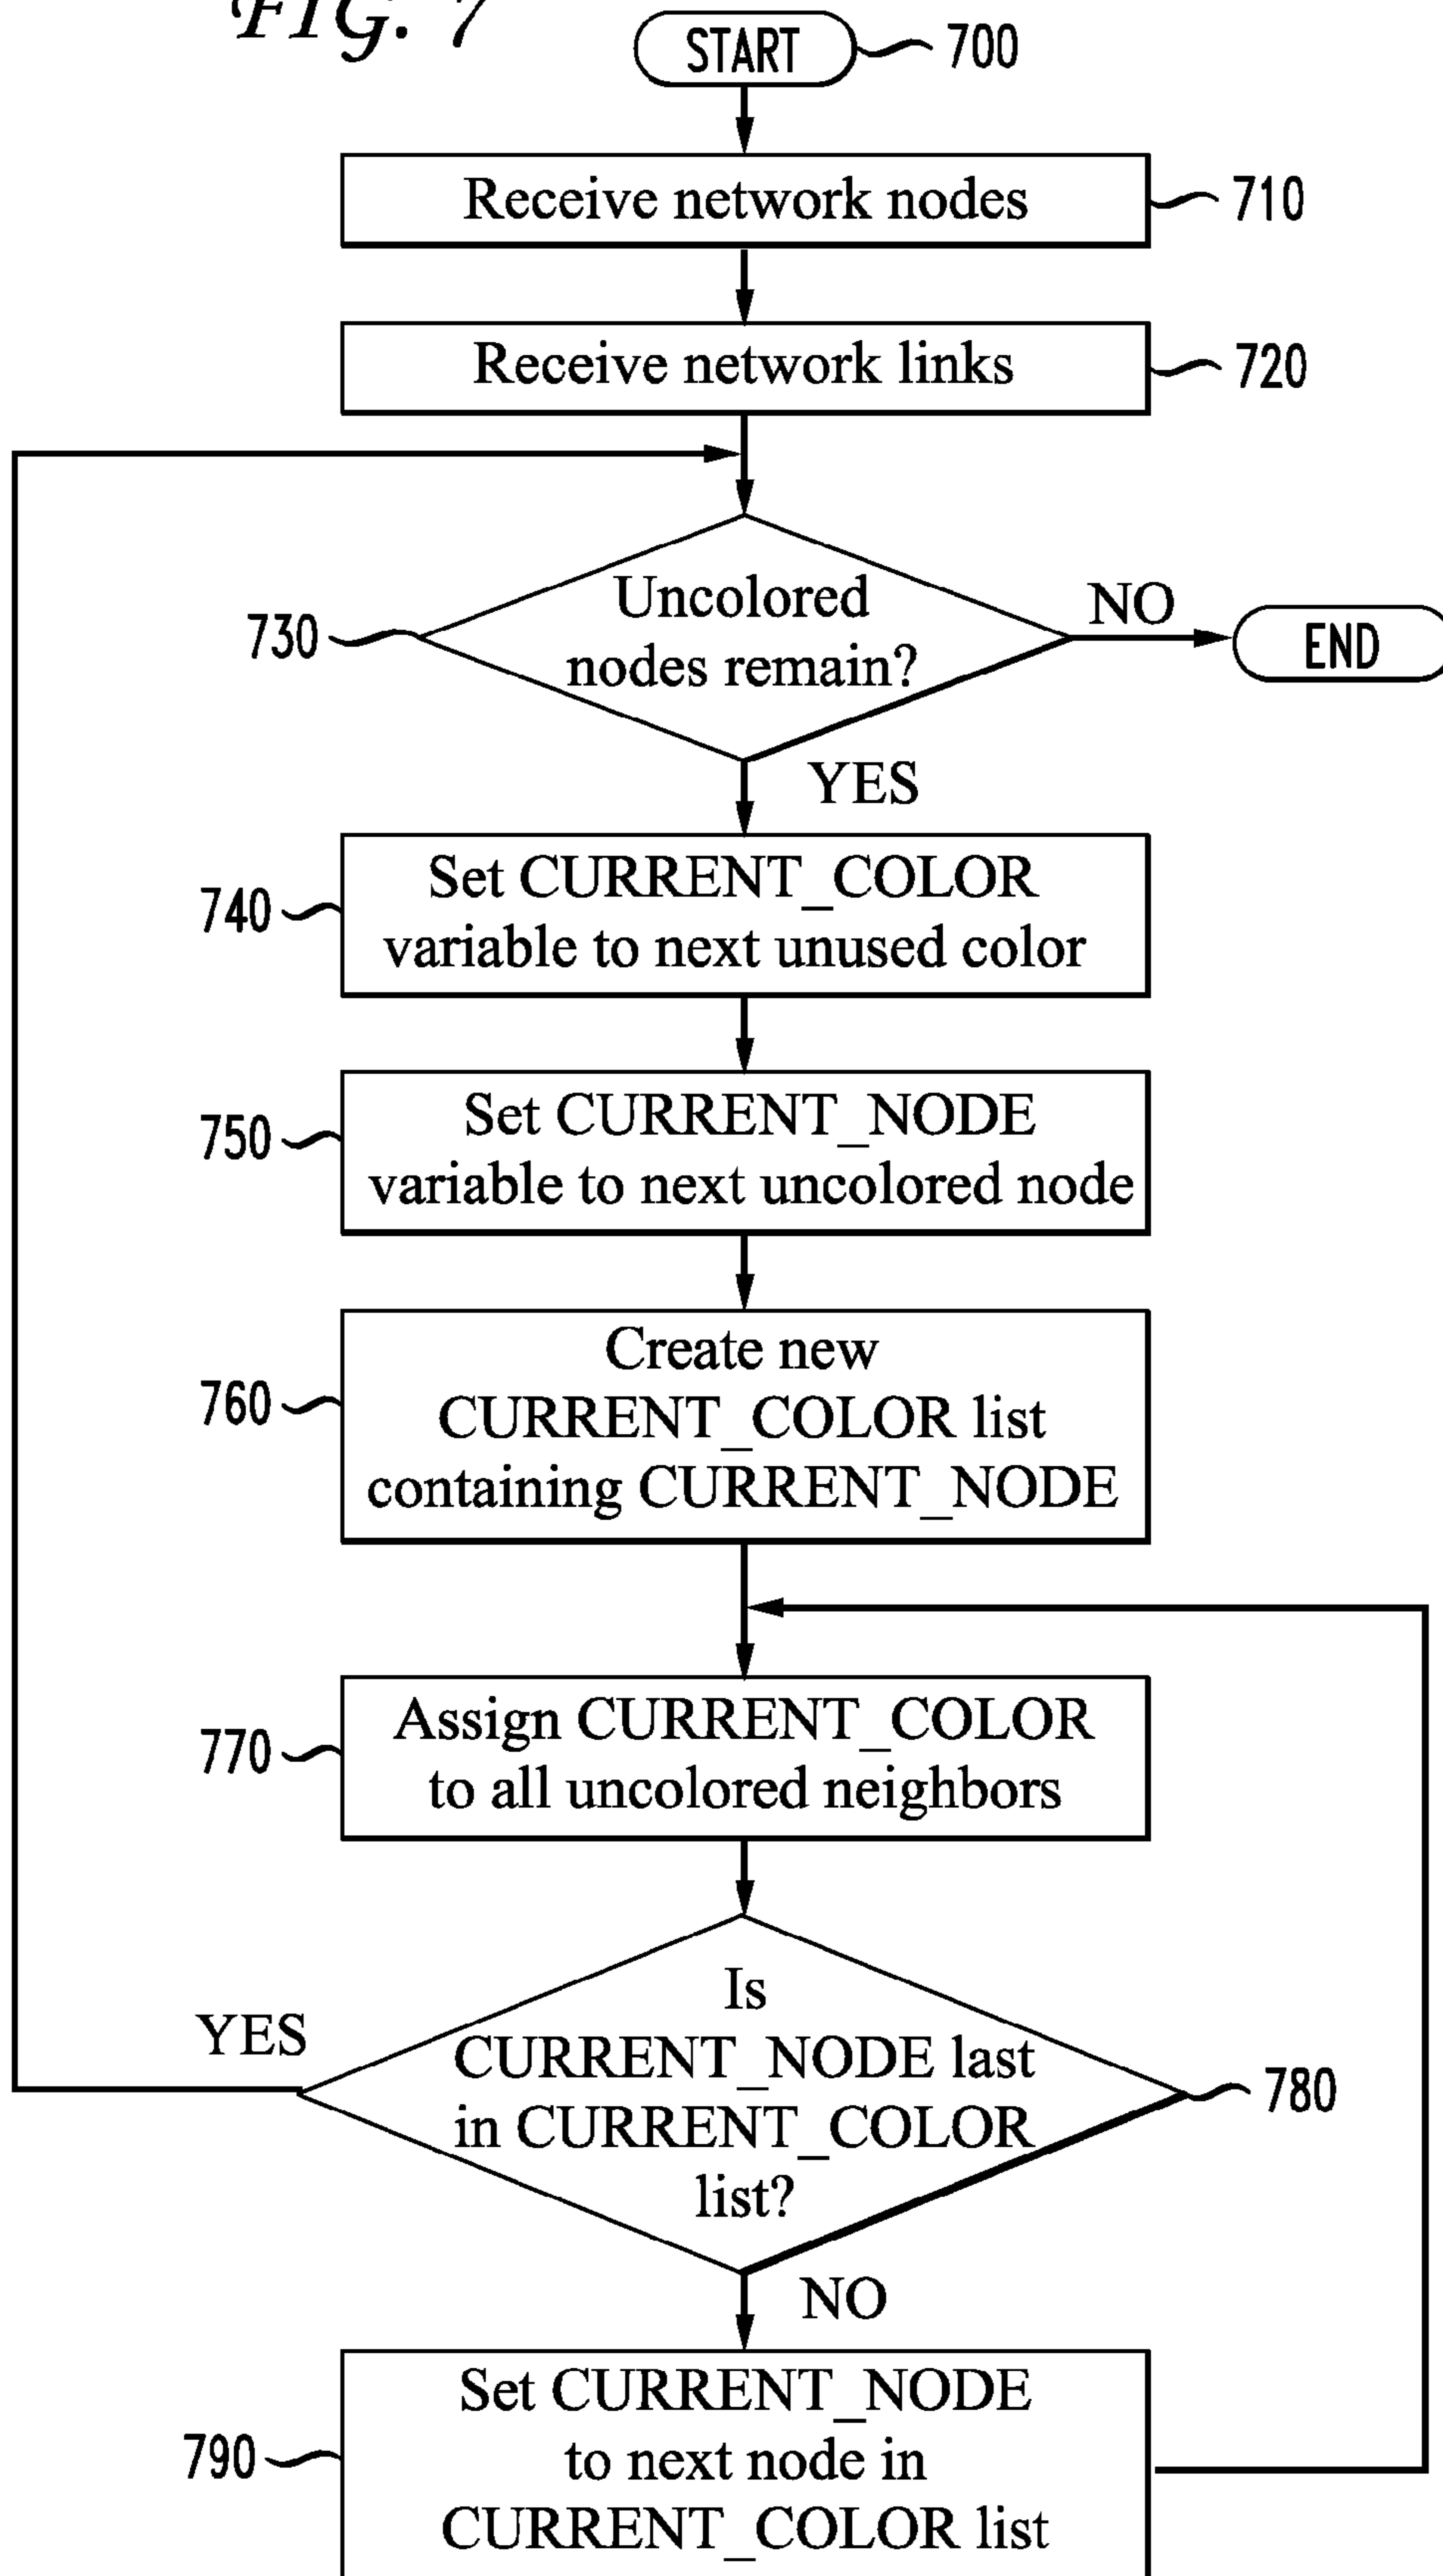 FIG. 7
START
700
Receive network nodes
710
Receive network links
720
Uncolored
nodes remain?
730
NO
END
YES
Set CURRENT_COLOR
variable to next unused color
740
Set CURRENT_NODE
variable to next uncolored node
750
Create new
CURRENT_COLOR list
containing CURRENT_NODE
760
Assign CURRENT_COLOR
to all uncolored neighbors
770
Is
CURRENT_NODE last
in CURRENT_COLOR
list?
YES
780
NO
Set CURRENT_NODE
to next node in
CURRENT_COLOR list
790